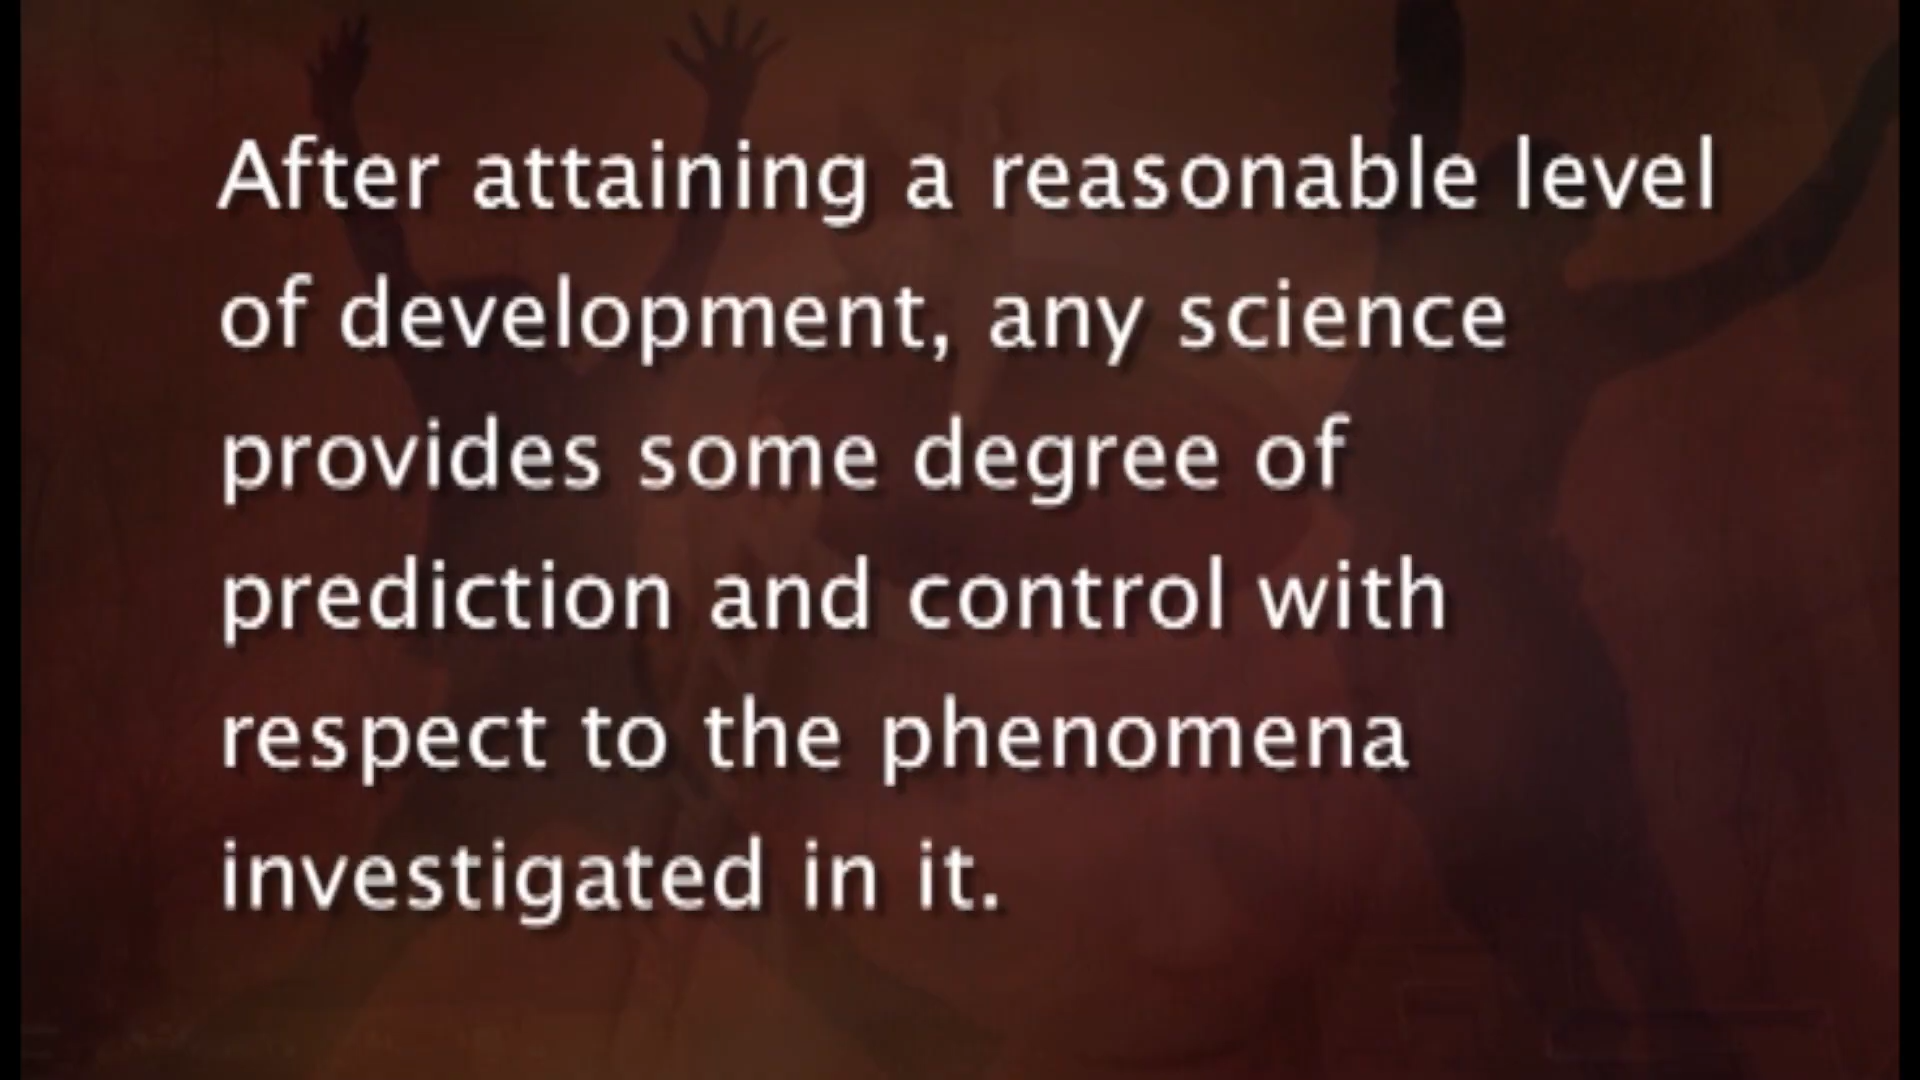 After attaining a reasonable level
of development, any science
provides some degree of
prediction and control with
respect to the phenomena
investigated in it.